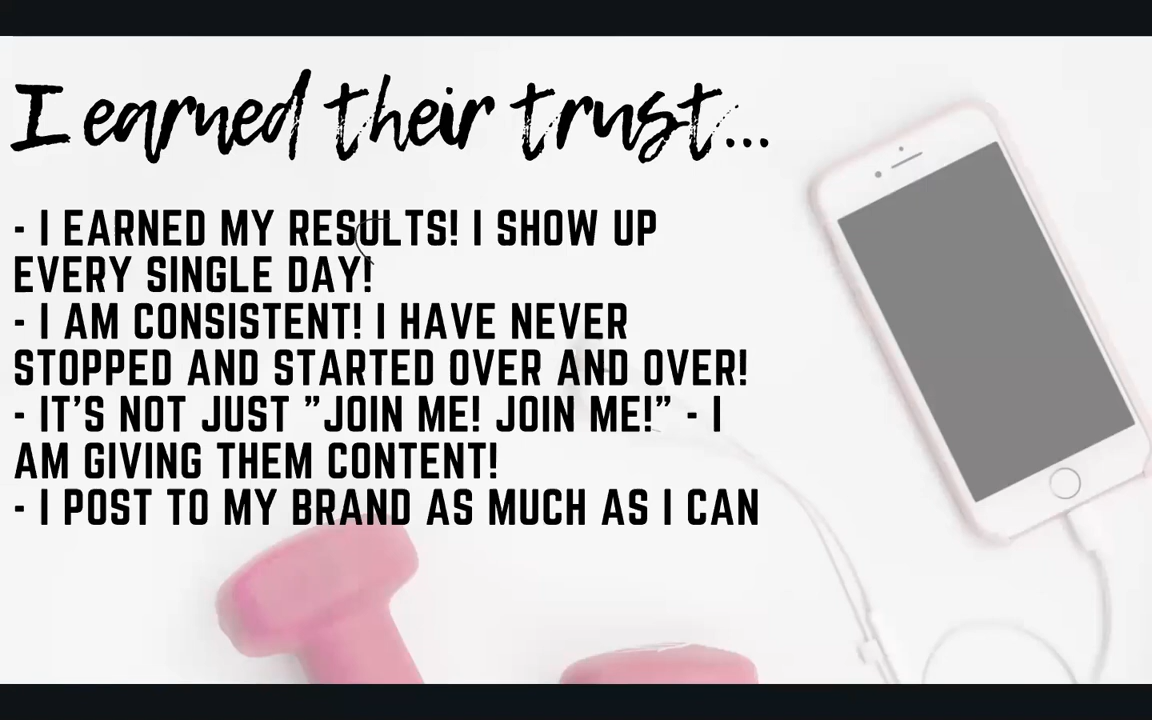 I earned their trust...
- I EARNED MY RESULTS! I SHOW UP
EVERY SINGLE DAY!
- I AM CONSISTENT! I HAVE NEVER
STOPPED AND STARTED OVER AND OVER!
- IT'S NOT JUST "JOIN ME! JOIN ME!" - I
AM GIVING THEM CONTENT!
- I POST TO MY BRAND AS MUCH AS I CAN